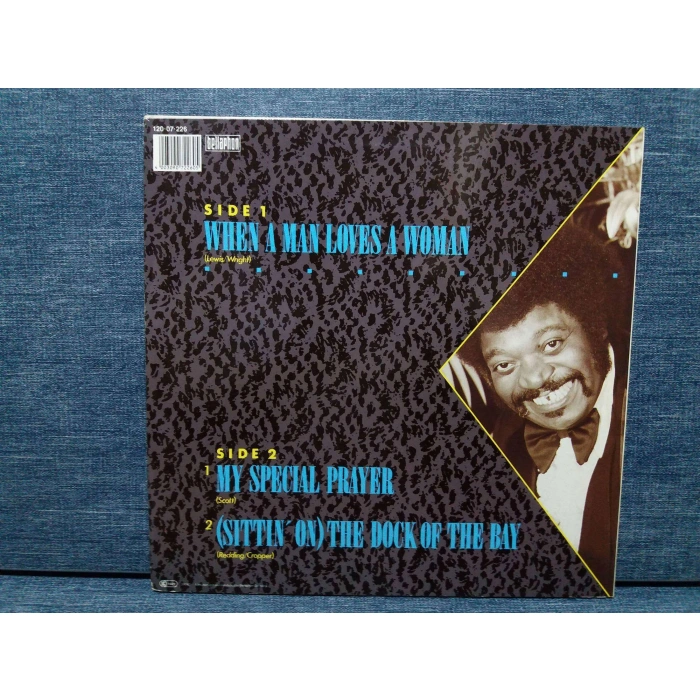 120·07·226
bellaphon
SIDE 1
WHEN A MAN LOVES A WOMAN
(Lewis/Wright)
SIDE 2
1 MY SPECIAL PRAYER
(Scott)
2 (SITTIN´ ON) THE DOCK OF THE BAY
(Redding/Cropper)